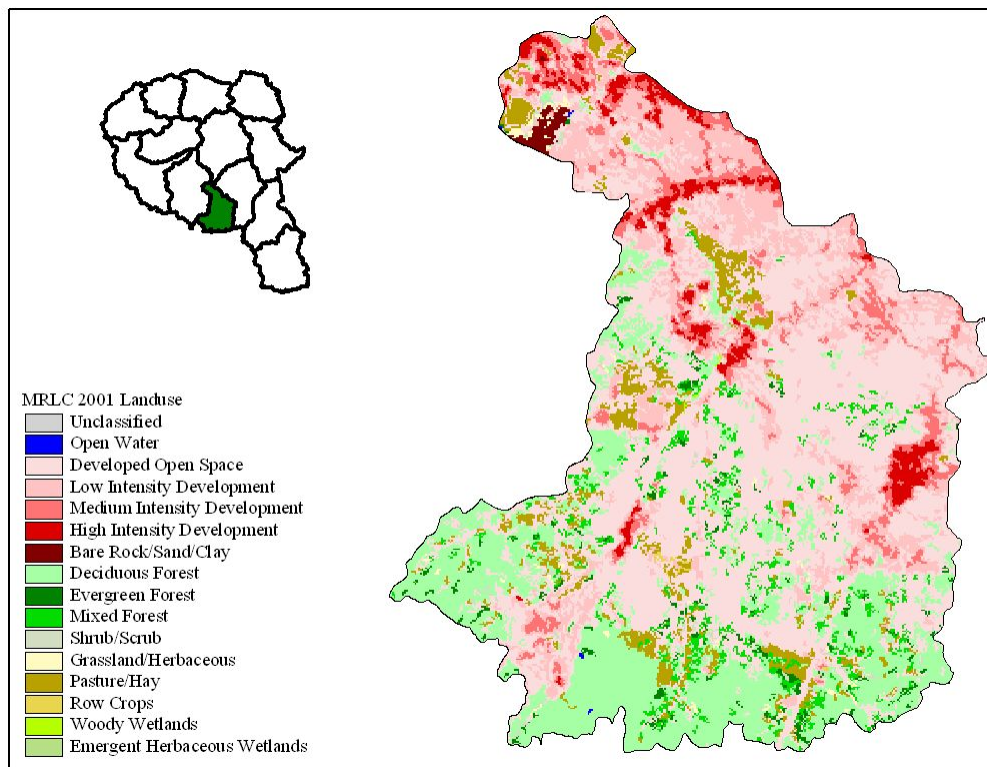 MRLC 2001 Landuse
Unclassified
Open Water
Developed Open Space
Low Intensity Development
Medium Intensity Development
High Intensity Development
Bare Rock/Sand/Clay
Deciduous Forest
Evergreen Forest
Mixed Forest
Shrub/Scrub
Grassland/Herbaceous
Pasture/Hay
Row Crops
Woody Wetlands
Emergent Herbaceous Wetlands